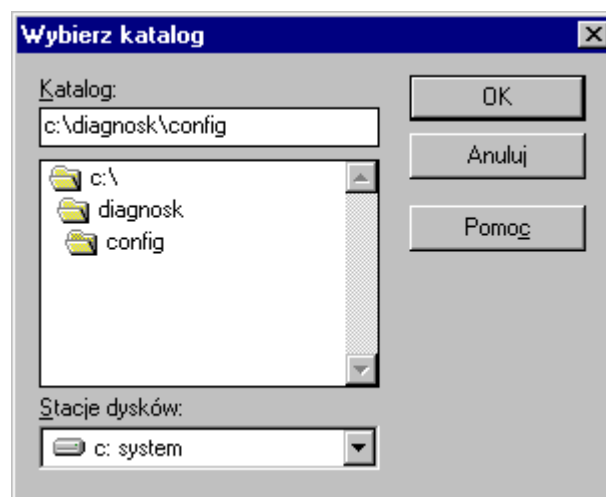 Wybierz katalog
Katalog:
c:\diagnosk\config
c:\
diagnosk
config
Stacje dysków:
c: system
OK
Anuluj
Pomoc